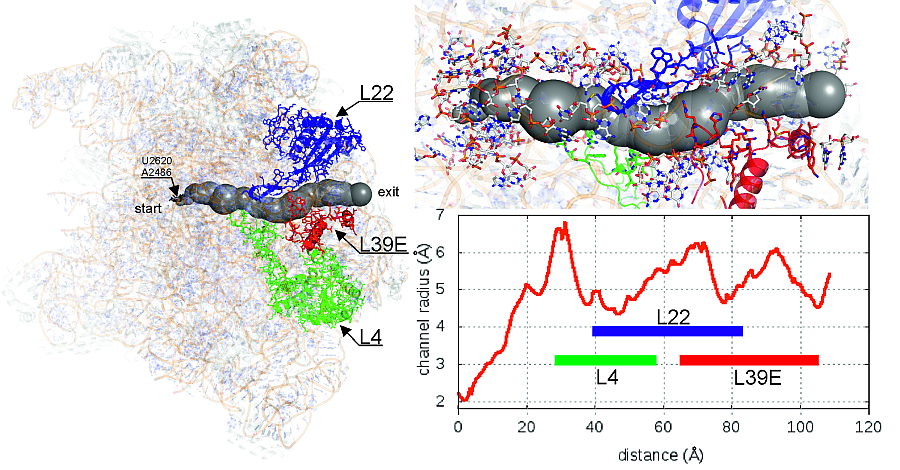 L22
U2620
A2486
start
exit
L39E
L4
channel radius (Å)
7
6
5
4
3
2
L22
L4
L39E
0 20 40 60 80 100 120
distance (Å)